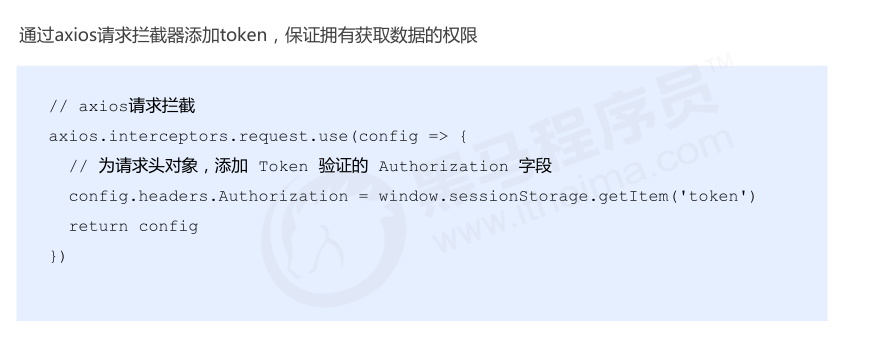 通过axios请求拦截器添加token，保证拥有获取数据的权限
// axios请求拦截
axios.interceptors.request.use(config => {
// 为请求头对象，添加 Token 验证的 Authorization 字段
config.headers.Authorization = window.sessionStorage.getItem('token')
return config
})
黑马程序员™
www.itheima.com